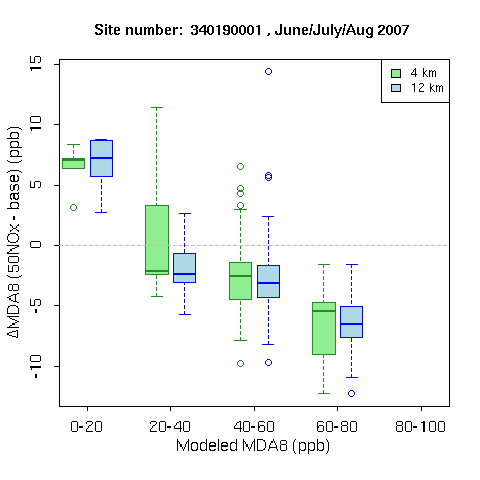 Site number:  340190001 , June/July/Aug 2007
4 km
12 km
15
10
5
0
-5
-10
ΔMDA8 (50NOx - base) (ppb)
0-20 20-40 40-60 60-80 80-100
Modeled MDA8 (ppb)